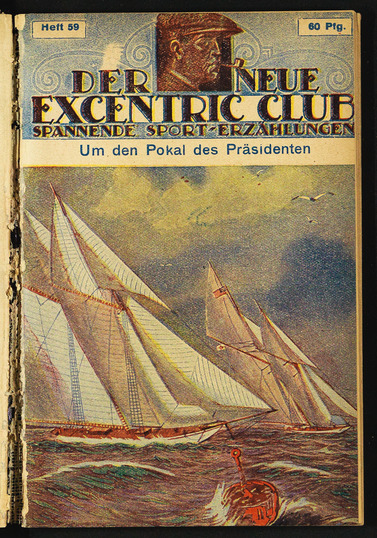 Heft 59
60 Pfg.
DER NEUE
EXCENTRIC CLUB
SPANNENDE SPORT-ERZÄHLUNGEN
Um den Pokal des Präsidenten